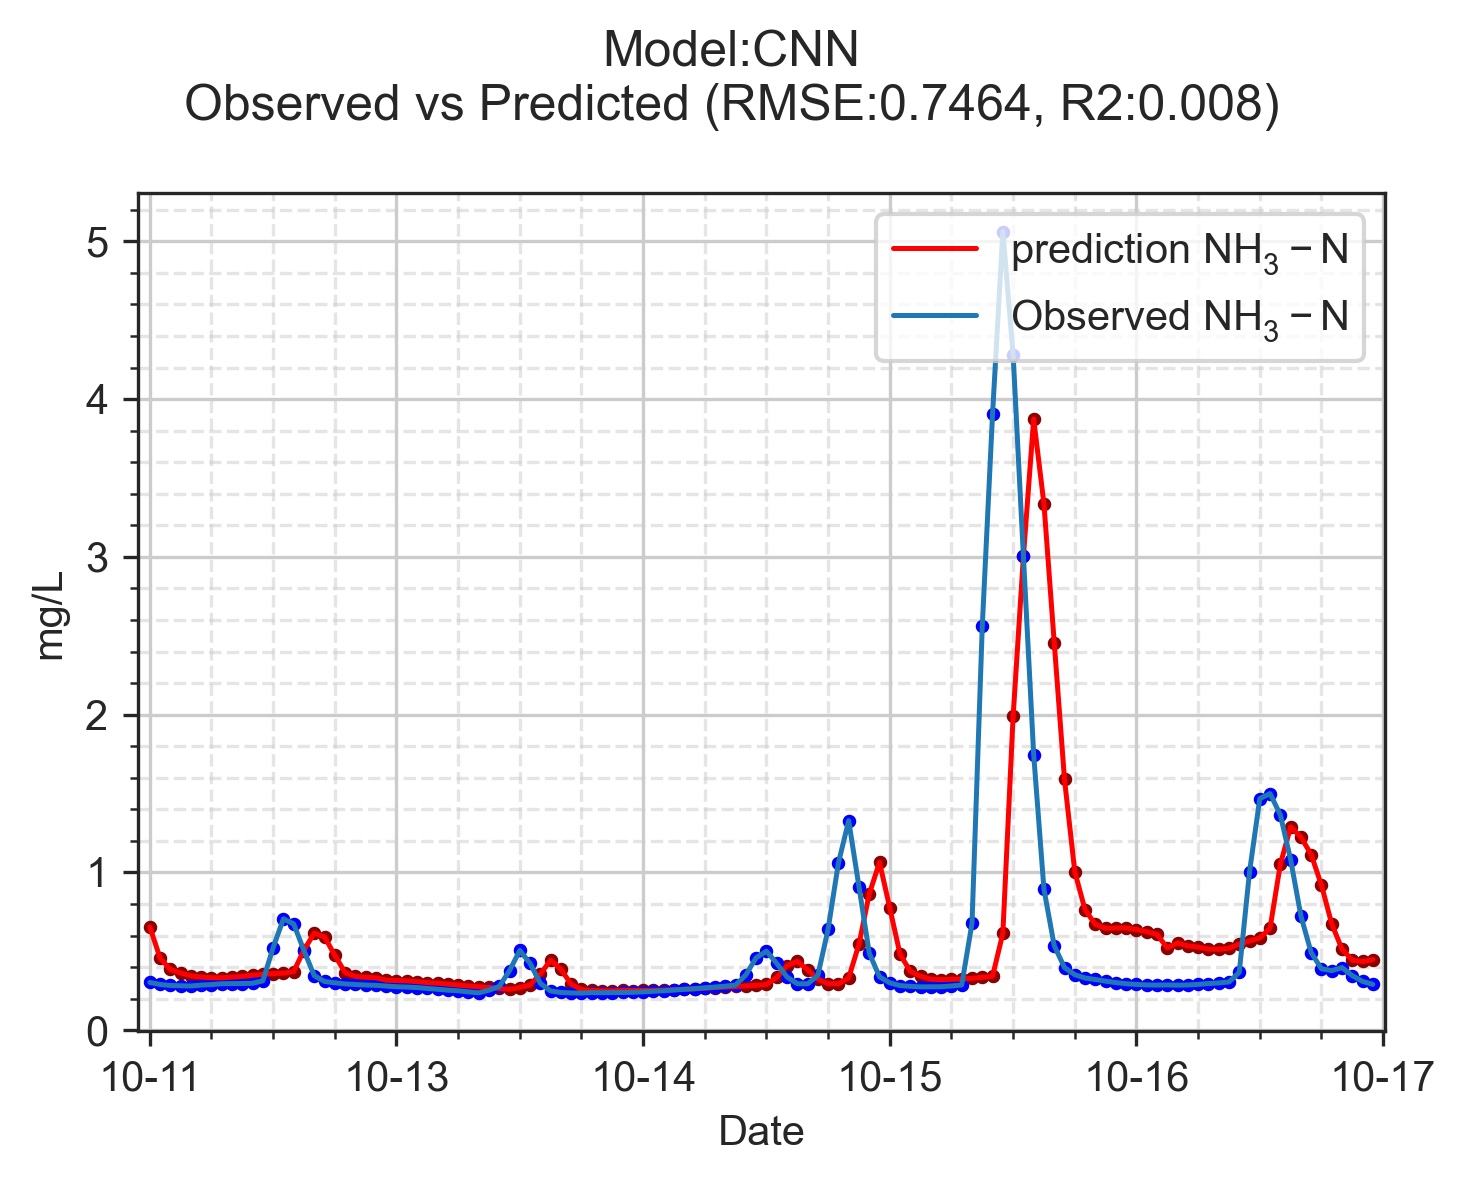 Model:CNN
Observed vs Predicted (RMSE:0.7464, R2:0.008)
prediction NH₃ − N
Observed NH₃ − N
5
4
3
2
1
0
mg/L
10-11 10-13 10-14 10-15 10-16 10-17
Date